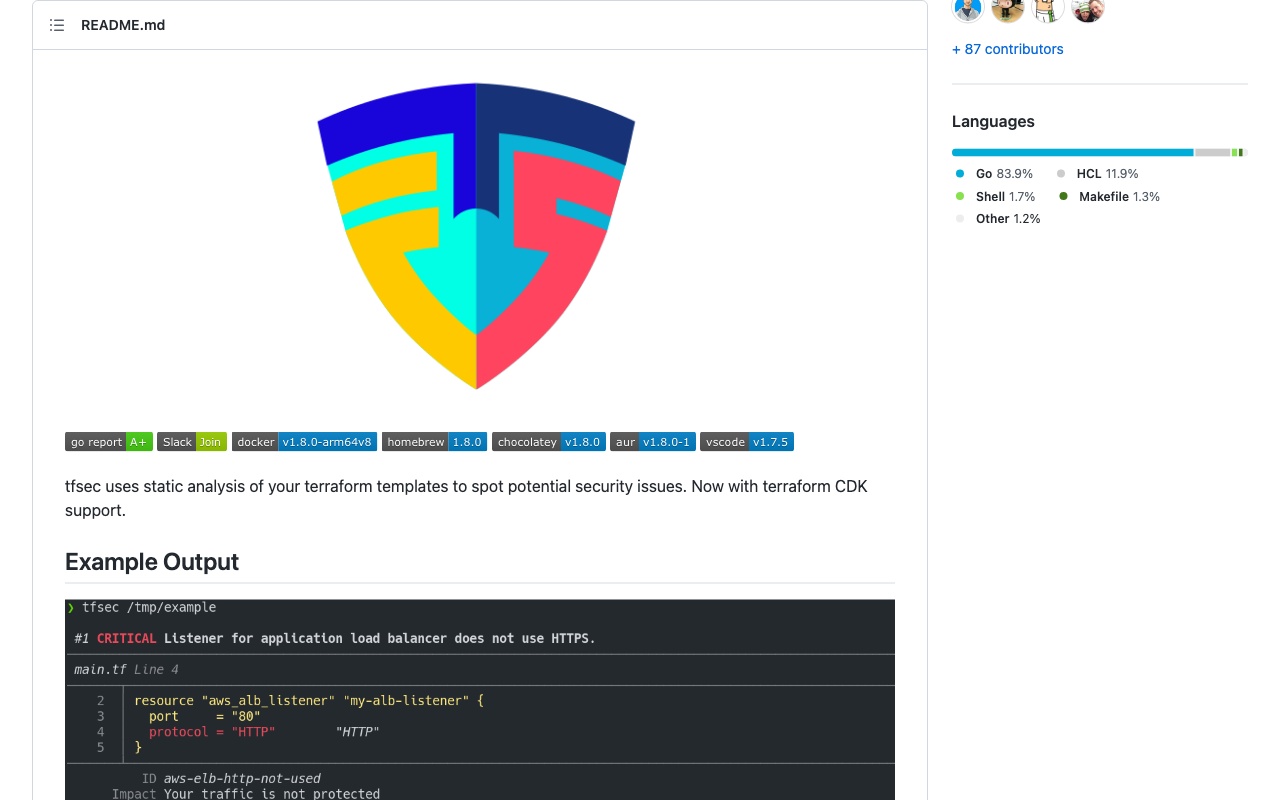 README.md
go report A+ Slack Join docker v1.8.0-arm64v8 homebrew 1.8.0 chocolatey v1.8.0 aur v1.8.0-1 vscode v1.7.5
tfsec uses static analysis of your terraform templates to spot potential security issues. Now with terraform CDK
support.
Example Output
❯ tfsec /tmp/example
#1 CRITICAL Listener for application load balancer does not use HTTPS.
main.tf Line 4
2 resource "aws_alb_listener" "my-alb-listener" {
3 port = "80"
4 protocol = "HTTP" "HTTP"
5 }
ID aws-elb-http-not-used
Impact Your traffic is not protected
+ 87 contributors
Languages
Go 83.9% HCL 11.9%
Shell 1.7% Makefile 1.3%
Other 1.2%